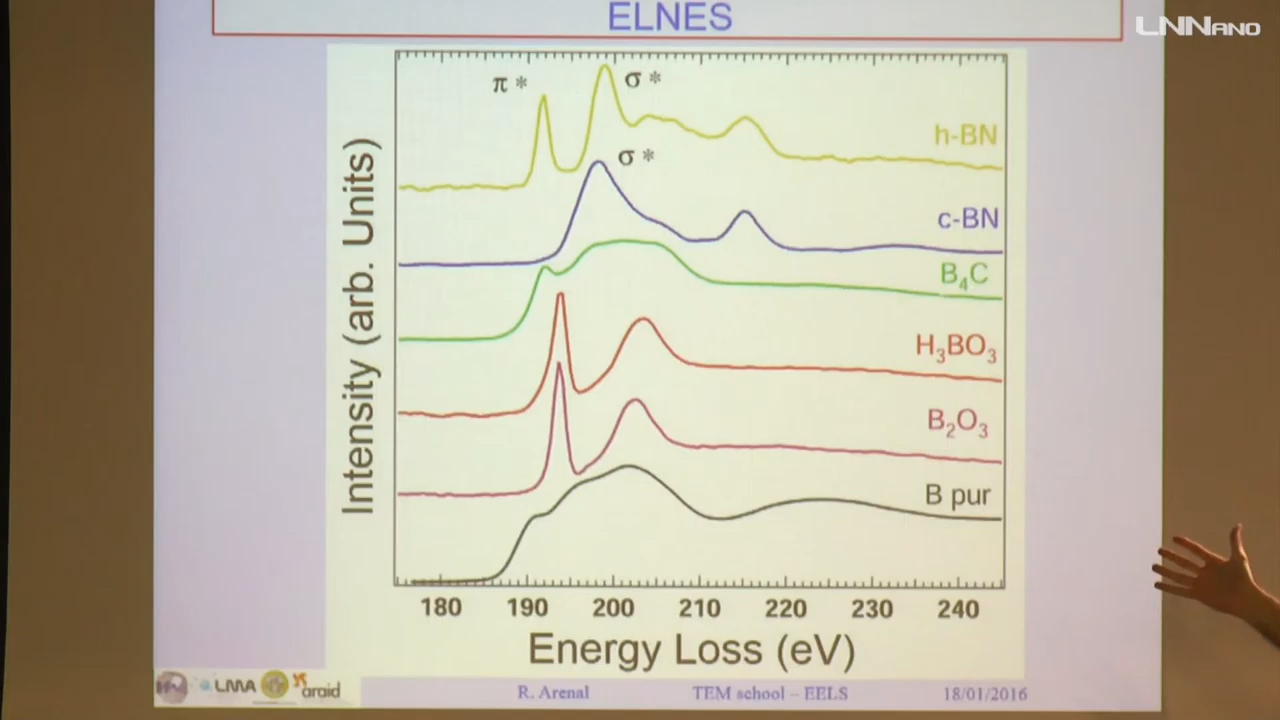 ELNES
LNNANO
π *
σ *
h-BN
σ *
c-BN
B₄C
H₃BO₃
B₂O₃
B pur
Intensity (arb. Units)
180 190 200 210 220 230 240
Energy Loss (eV)
LMA
araid
R. Arenal
TEM school – EELS
18/01/2016